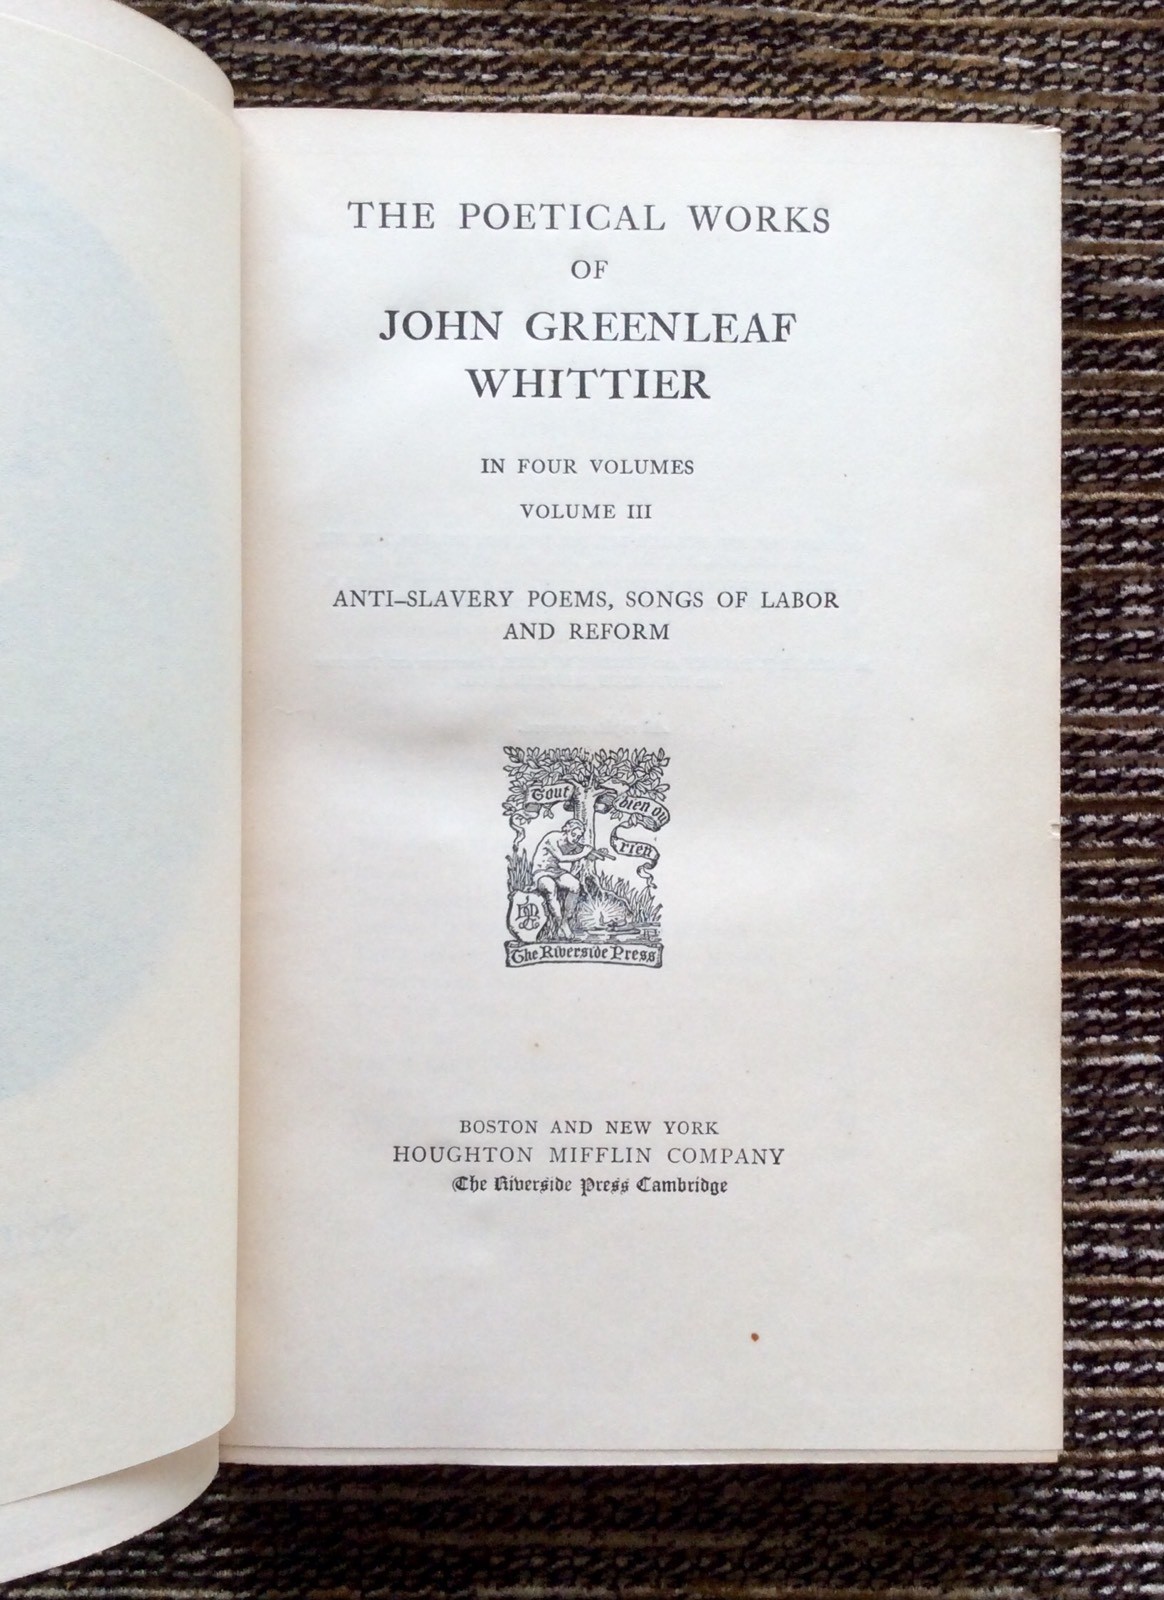 THE POETICAL WORKS
OF
JOHN GREENLEAF
WHITTIER
IN FOUR VOLUMES
VOLUME III
ANTI-SLAVERY POEMS, SONGS OF LABOR
AND REFORM
Tout bien ou
rien
The Riverside Press
BOSTON AND NEW YORK
HOUGHTON MIFFLIN COMPANY
The Riverside Press Cambridge